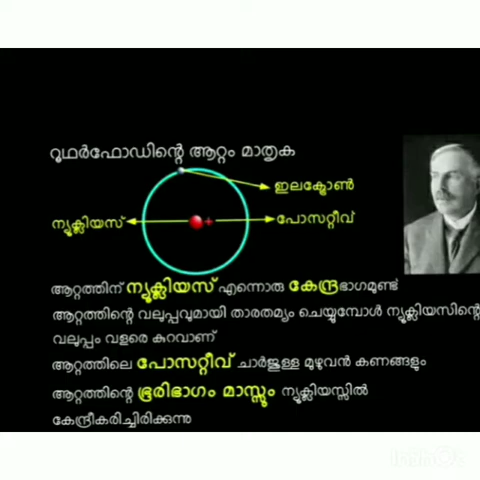 റൂഥർഫോഡിന്റെ ആറ്റം മാതൃക
ഇലക്ട്രോൺ
ന്യൂക്ലിയസ്
+
പോസറ്റീവ്
ആറ്റത്തിന് ന്യൂക്ലിയസ് എന്നൊരു കേന്ദ്രഭാഗമുണ്ട്
ആറ്റത്തിന്റെ വലുപ്പവുമായി താരതമ്യം ചെയ്യുമ്പോൾ ന്യൂക്ലിയസിന്റെ
വലുപ്പം വളരെ കുറവാണ്
ആറ്റത്തിലെ പോസറ്റീവ് ചാർജുള്ള മുഴുവൻ കണങ്ങളും
ആറ്റത്തിന്റെ ഭൂരിഭാഗം മാസ്സും ന്യൂക്ലിയസ്സിൽ
കേന്ദ്രീകരിച്ചിരിക്കുന്നു
InShOt